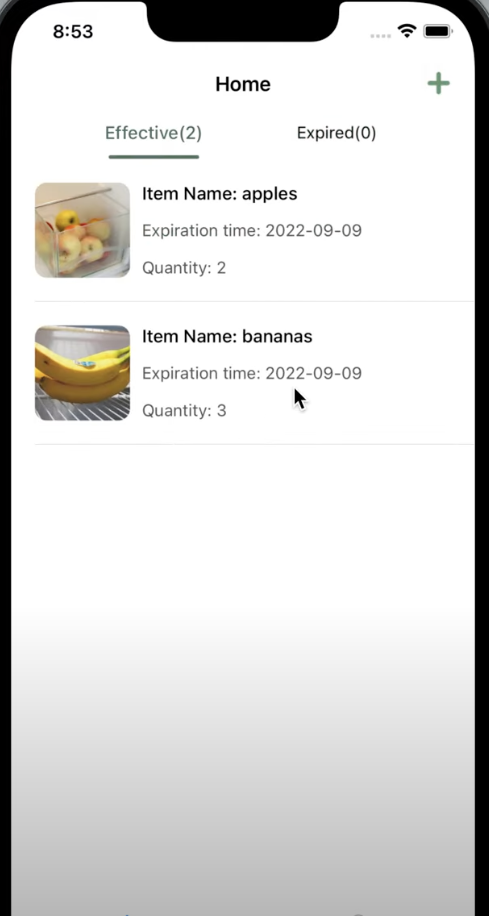 8:53
Home
Effective(2) Expired(0)
Item Name: apples
Expiration time: 2022-09-09
Quantity: 2
Item Name: bananas
Expiration time: 2022-09-09
Quantity: 3